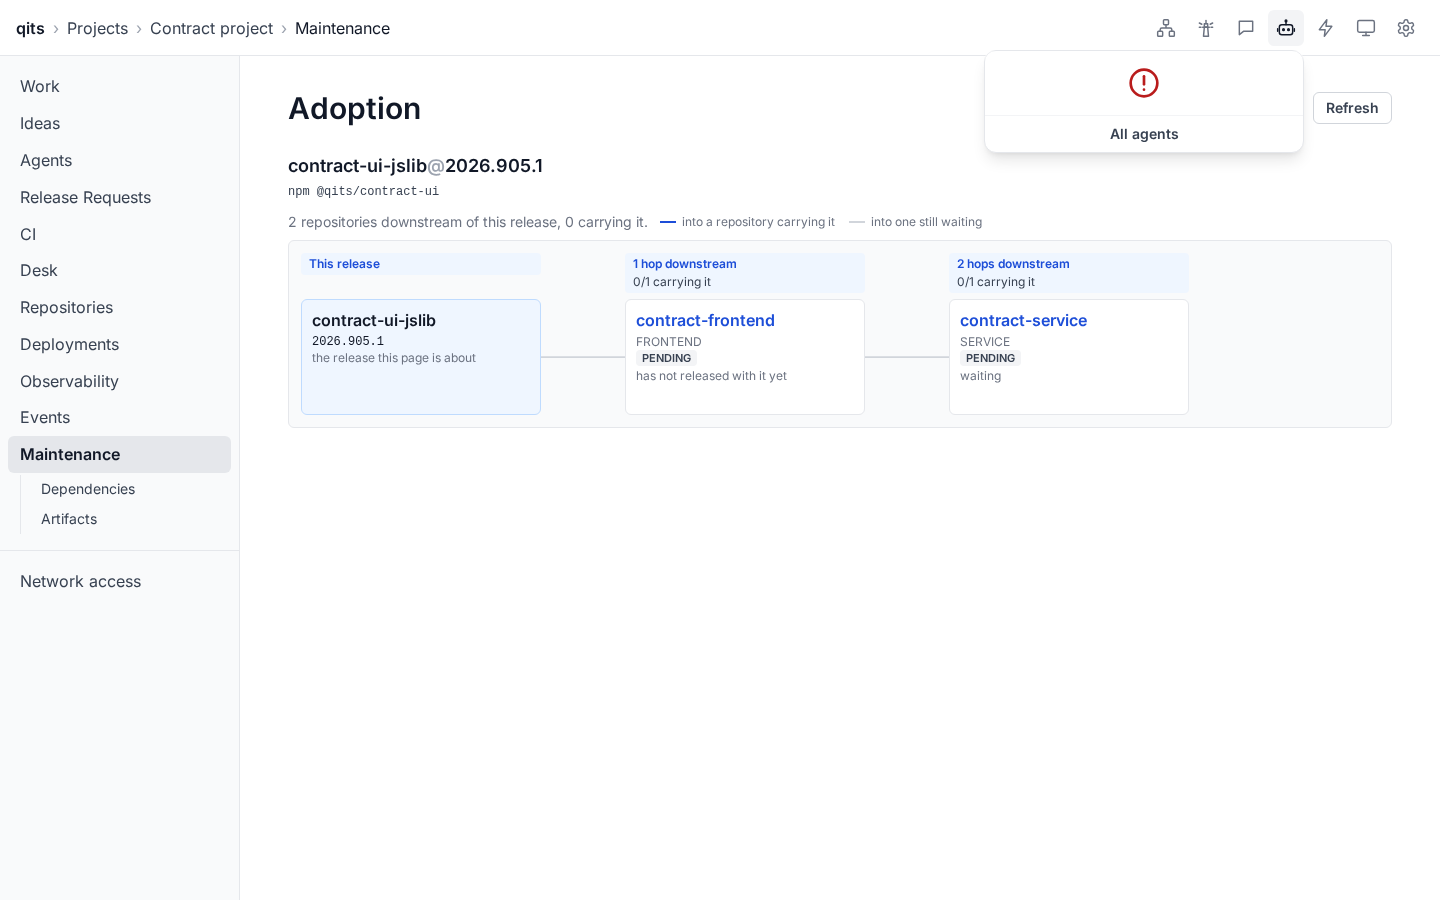 qits › Projects › Contract project › Maintenance
All agents
Work
Ideas
Agents
Release Requests
CI
Desk
Repositories
Deployments
Observability
Events
Maintenance
Dependencies
Artifacts
Network access
Adoption
Refresh
contract-ui-jslib@2026.905.1
npm @qits/contract-ui
2 repositories downstream of this release, 0 carrying it. into a repository carrying it into one still waiting
This release
contract-ui-jslib
2026.905.1
the release this page is about
1 hop downstream
0/1 carrying it
contract-frontend
FRONTEND
PENDING
has not released with it yet
2 hops downstream
0/1 carrying it
contract-service
SERVICE
PENDING
waiting